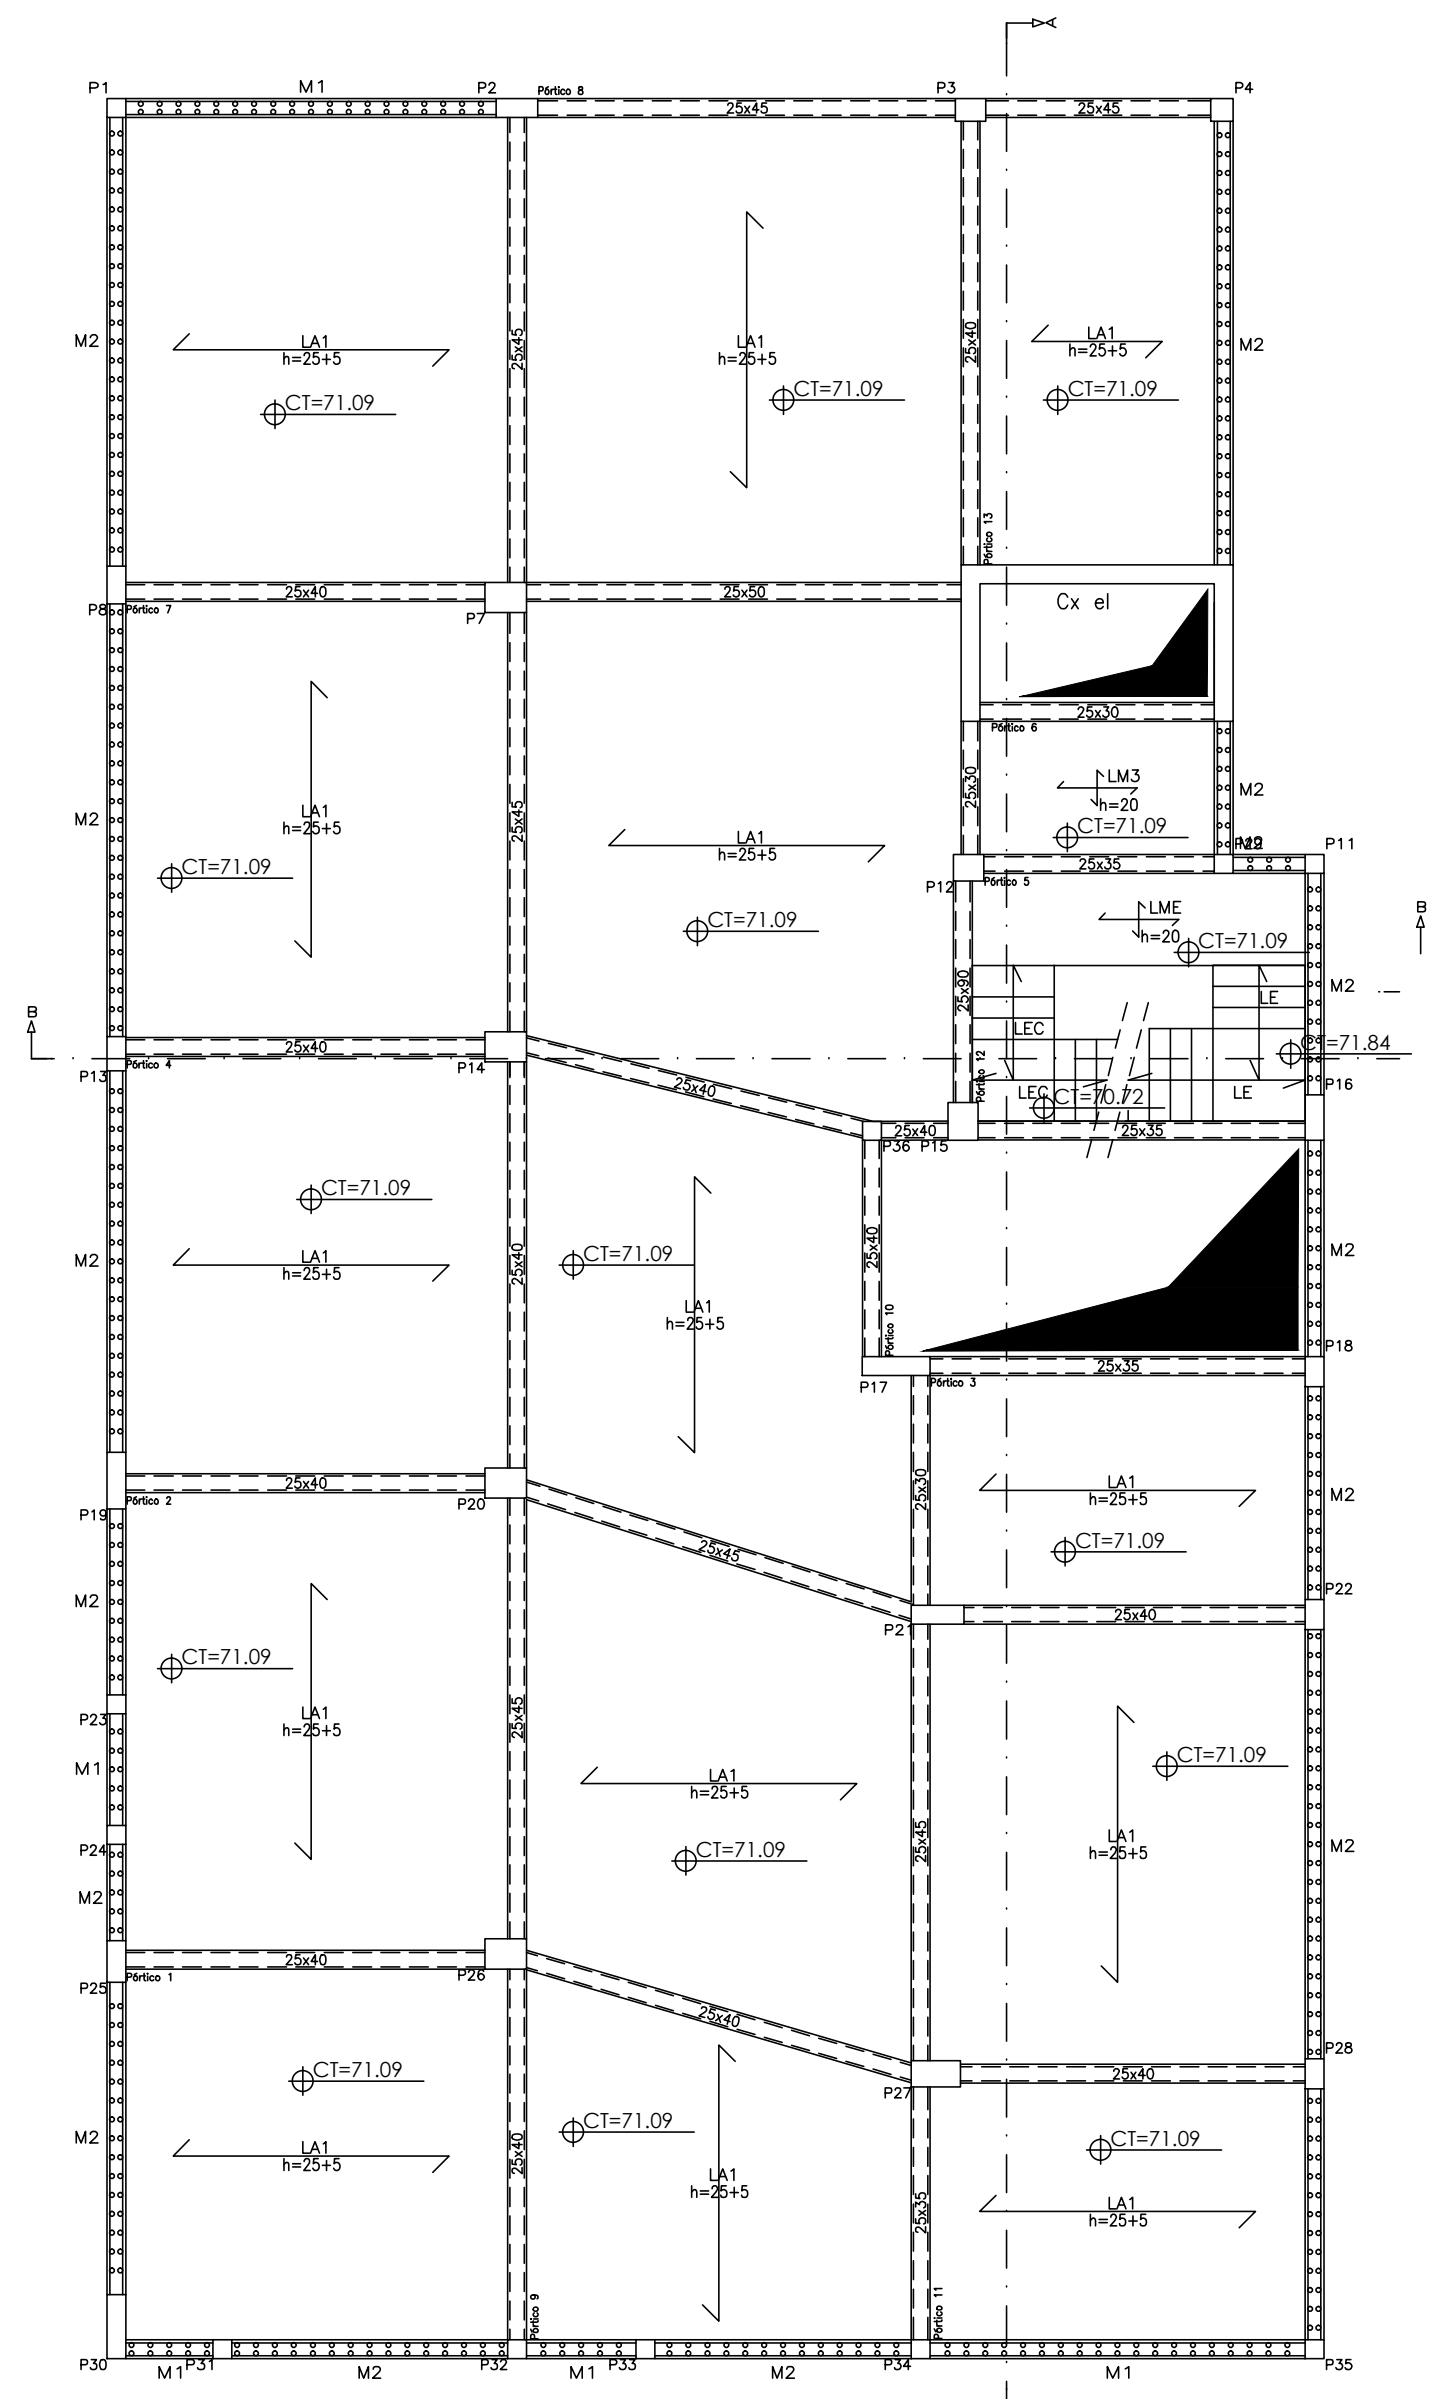 A
P1
M1
P2
Pórtico 8
P3
P4
25x45
25x45
M2
LA1
h=25+5
CT=71.09
25x45
LA1
h=25+5
CT=71.09
25x40
LA1
h=25+5
CT=71.09
M2
Pórtico 13
P8
Pórtico 7
25x40
P7
25x50
Cx el
25x30
Pórtico 6
M2
LA1
h=25+5
CT=71.09
25x45
LA1
h=25+5
CT=71.09
25x30
LM3
h=20
CT=71.09
M2
P11
P12
25x35
Pórtico 5
LME
h=20
CT=71.09
B
B
25x90
LEC
LE
M2
CT=71.84
P13
Pórtico 4
25x40
P14
25x40
Pórtico 12
LEC
CT=70.72
LE
P16
25x40
25x35
P36
P15
M2
CT=71.09
LA1
h=25+5
25x40
CT=71.09
LA1
h=25+5
25x40
Pórtico 10
M2
P18
P17
25x35
Pórtico 3
P19
Pórtico 2
25x40
P20
25x45
25x30
LA1
h=25+5
CT=71.09
M2
P22
M2
CT=71.09
LA1
h=25+5
P21
25x40
P23
M1
25x45
LA1
h=25+5
CT=71.09
25x45
CT=71.09
LA1
h=25+5
M2
P24
M2
P25
Pórtico 1
25x40
P26
25x40
P28
P27
25x40
CT=71.09
M2
LA1
h=25+5
25x40
CT=71.09
LA1
h=25+5
25x35
CT=71.09
LA1
h=25+5
Pórtico 9
Pórtico 11
P30
M1
P31
M2
P32
M1
P33
M2
P34
M1
P35